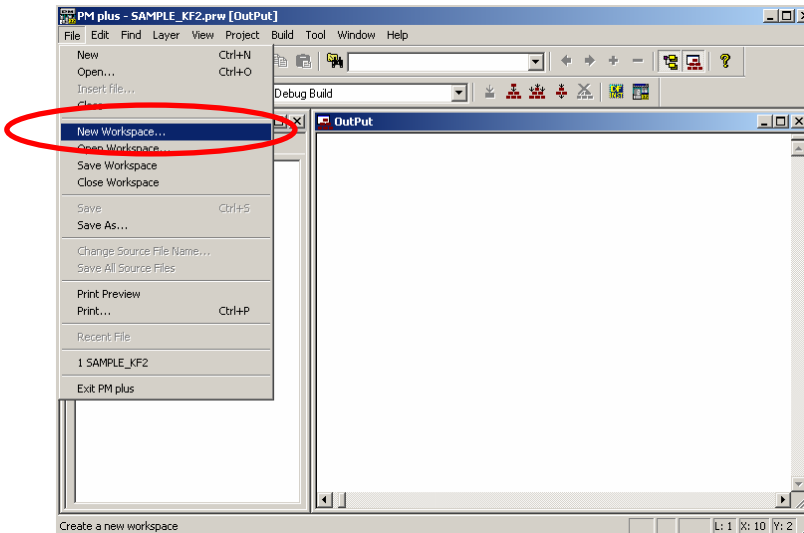 PM plus - SAMPLE_KF2.prw [OutPut]
File Edit Find Layer View Project Build Tool Window Help
New Ctrl+N
Open... Ctrl+O
Insert file...
Close
Debug Build
New Workspace...
OutPut
Open Workspace...
Save Workspace
Close Workspace
Save Ctrl+S
Save As...
Change Source File Name...
Save All Source Files
Print Preview
Print... Ctrl+P
Recent File
1 SAMPLE_KF2
Exit PM plus
Create a new workspace
L: 1 X: 10 Y: 2